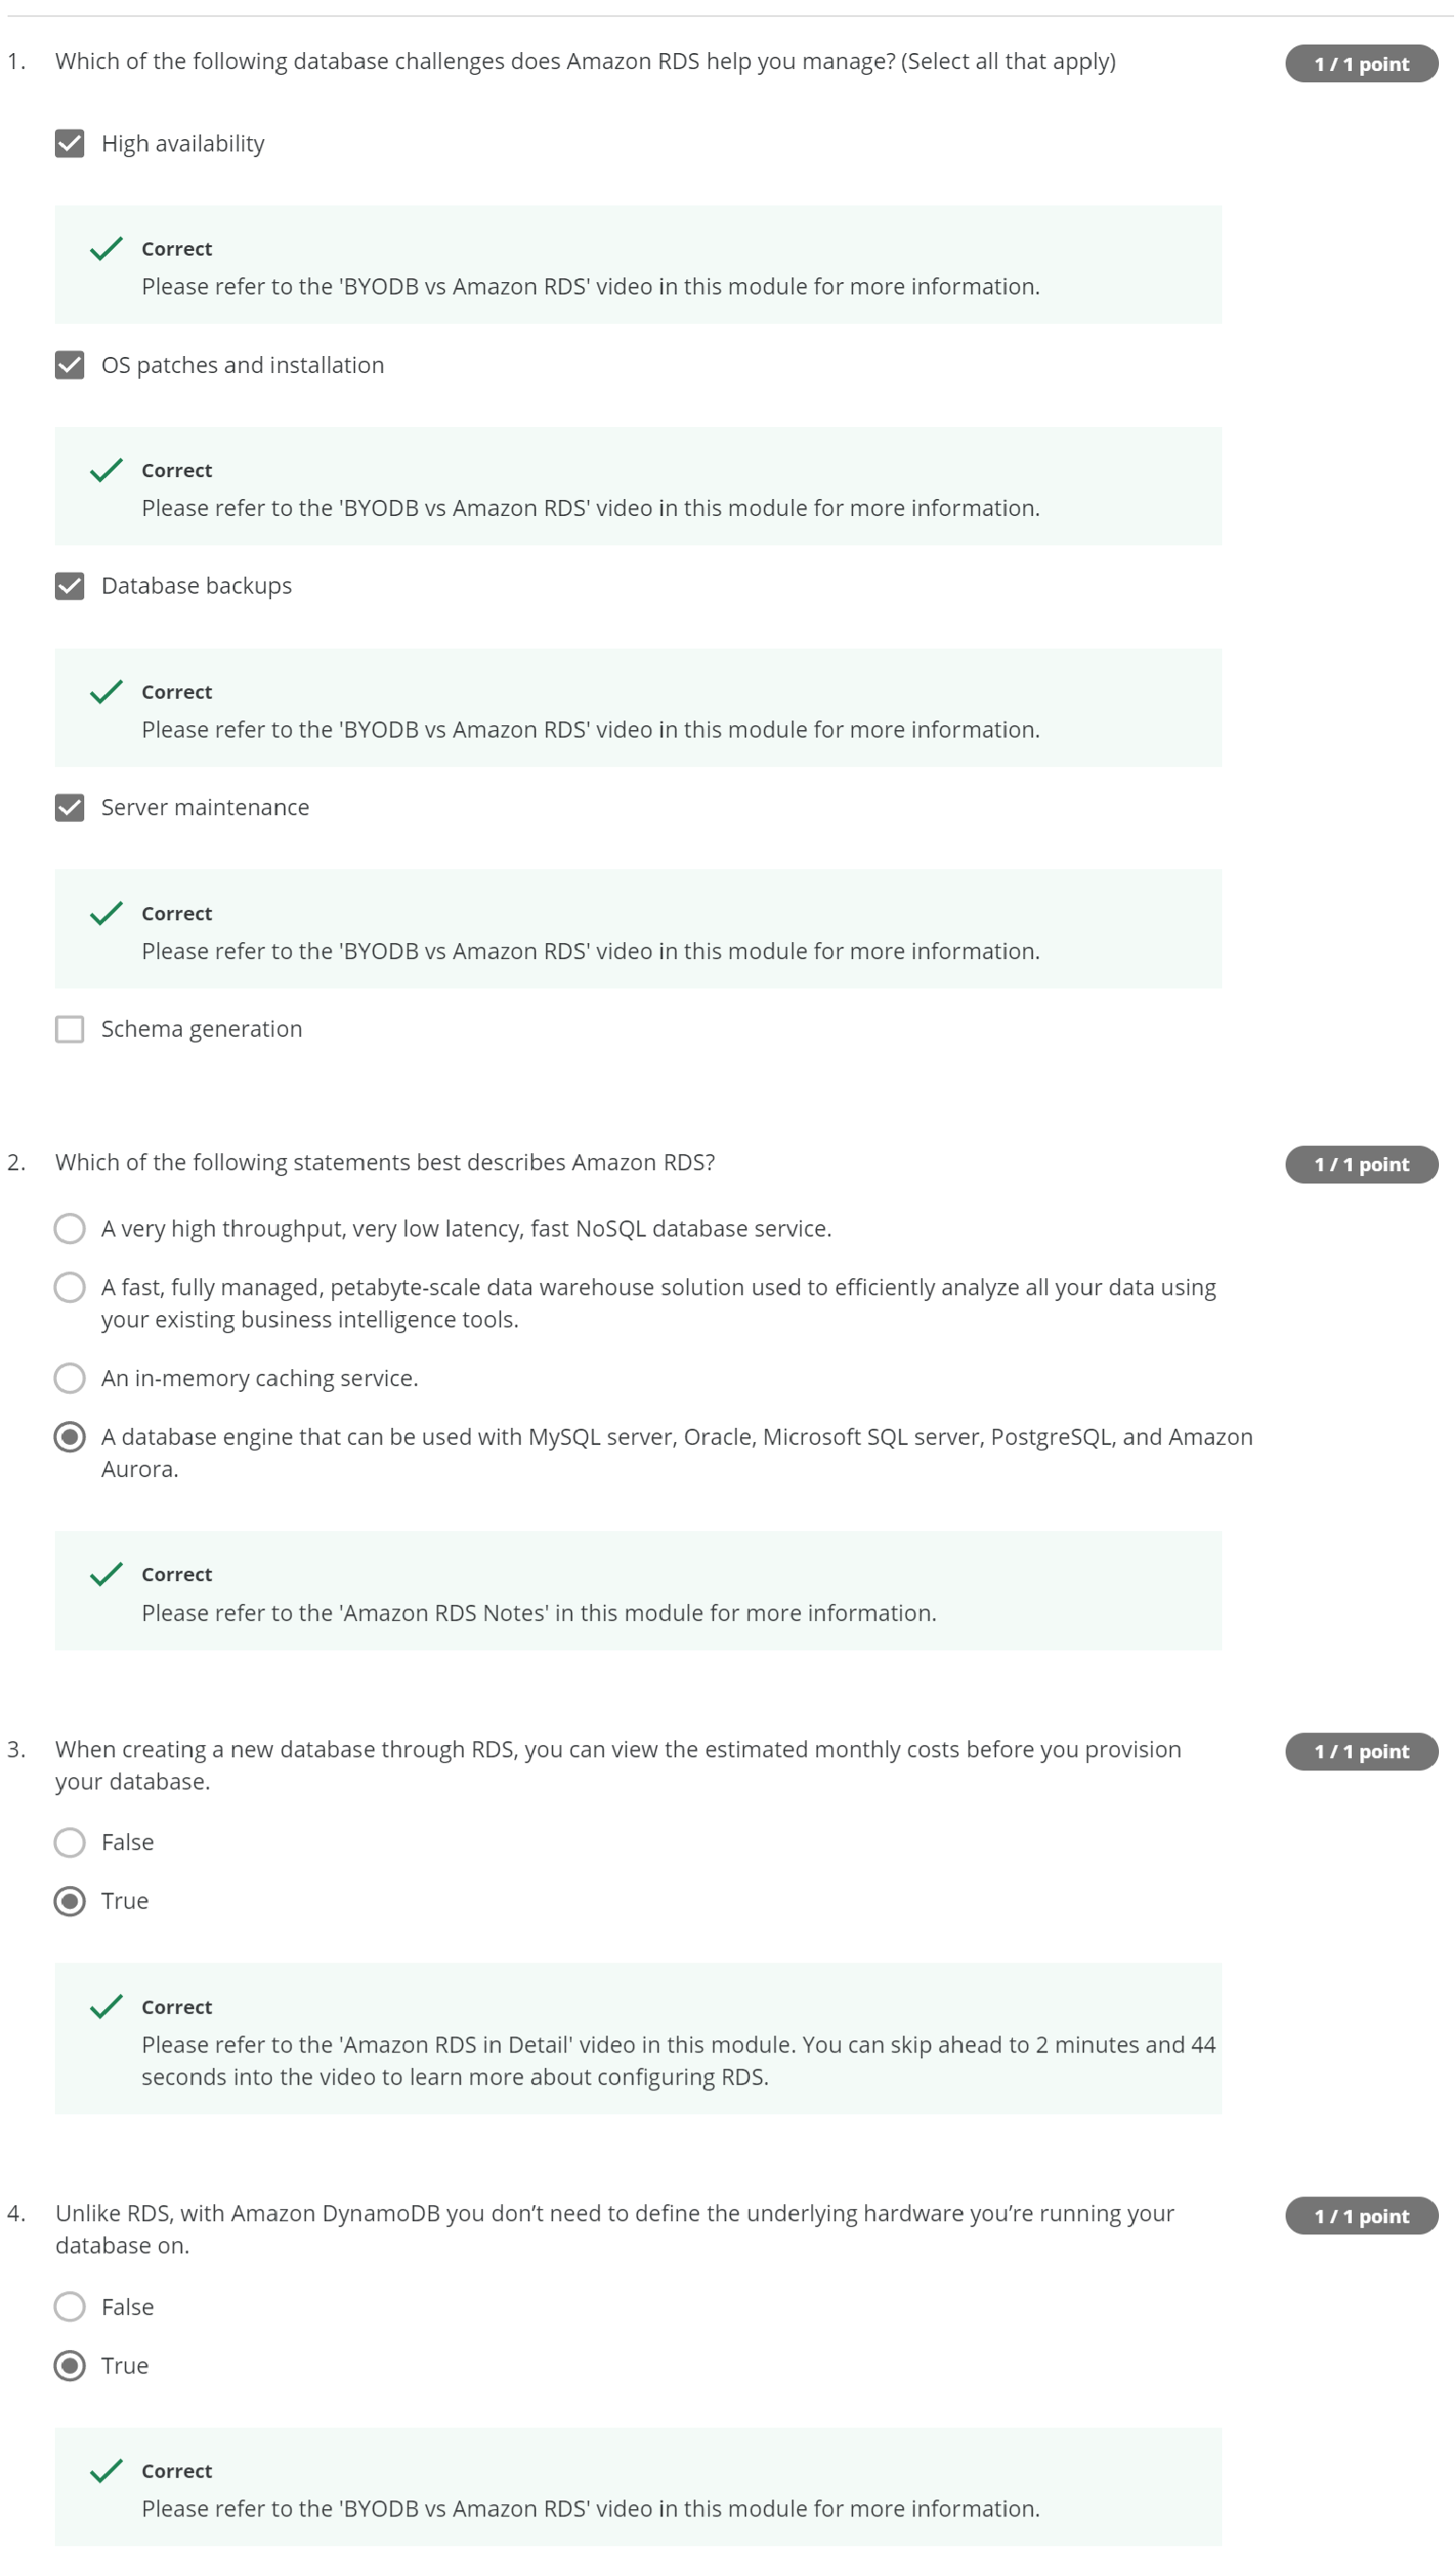 1. Which of the following database challenges does Amazon RDS help you manage? (Select all that apply)
1 / 1 point
High availability
Correct
Please refer to the 'BYODB vs Amazon RDS' video in this module for more information.
OS patches and installation
Correct
Please refer to the 'BYODB vs Amazon RDS' video in this module for more information.
Database backups
Correct
Please refer to the 'BYODB vs Amazon RDS' video in this module for more information.
Server maintenance
Correct
Please refer to the 'BYODB vs Amazon RDS' video in this module for more information.
Schema generation
2. Which of the following statements best describes Amazon RDS?
1 / 1 point
A very high throughput, very low latency, fast NoSQL database service.
A fast, fully managed, petabyte-scale data warehouse solution used to efficiently analyze all your data using
your existing business intelligence tools.
An in-memory caching service.
A database engine that can be used with MySQL server, Oracle, Microsoft SQL server, PostgreSQL, and Amazon
Aurora.
Correct
Please refer to the 'Amazon RDS Notes' in this module for more information.
3. When creating a new database through RDS, you can view the estimated monthly costs before you provision
your database.
1 / 1 point
False
True
Correct
Please refer to the 'Amazon RDS in Detail' video in this module. You can skip ahead to 2 minutes and 44
seconds into the video to learn more about configuring RDS.
4. Unlike RDS, with Amazon DynamoDB you don’t need to define the underlying hardware you’re running your
database on.
1 / 1 point
False
True
Correct
Please refer to the 'BYODB vs Amazon RDS' video in this module for more information.